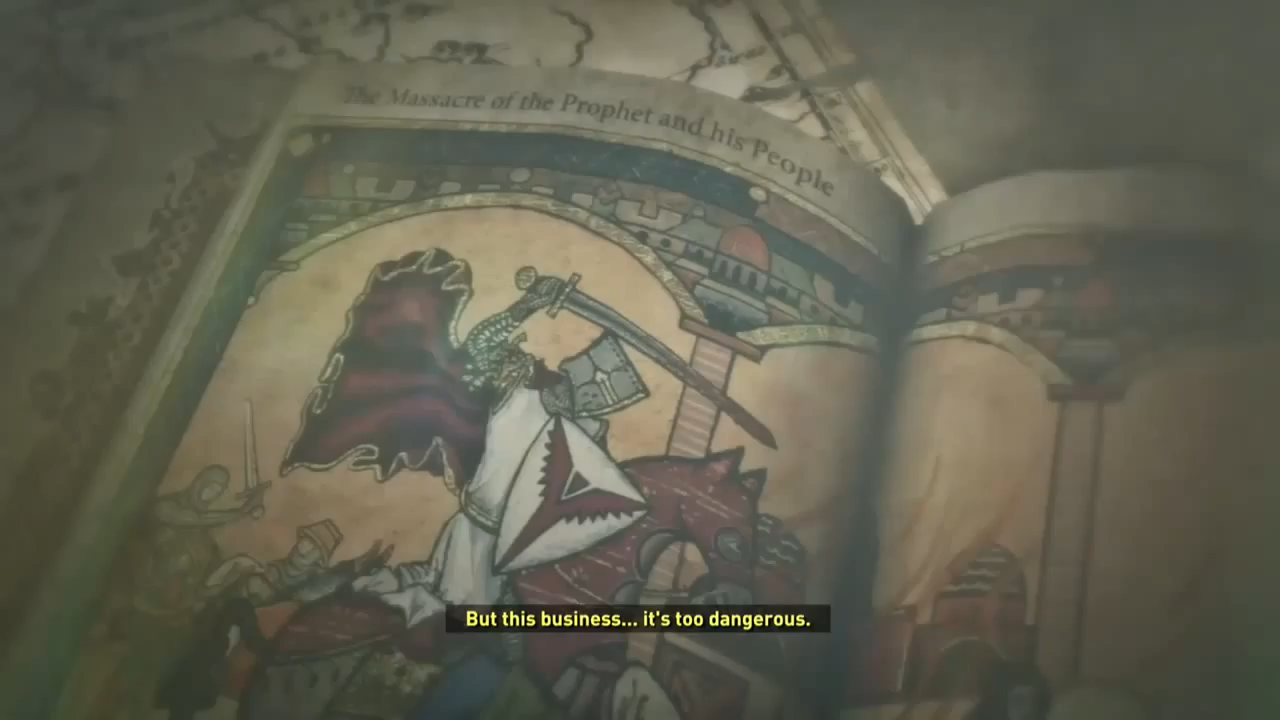 The Massacre of the Prophet and his People
But this business... it's too dangerous.